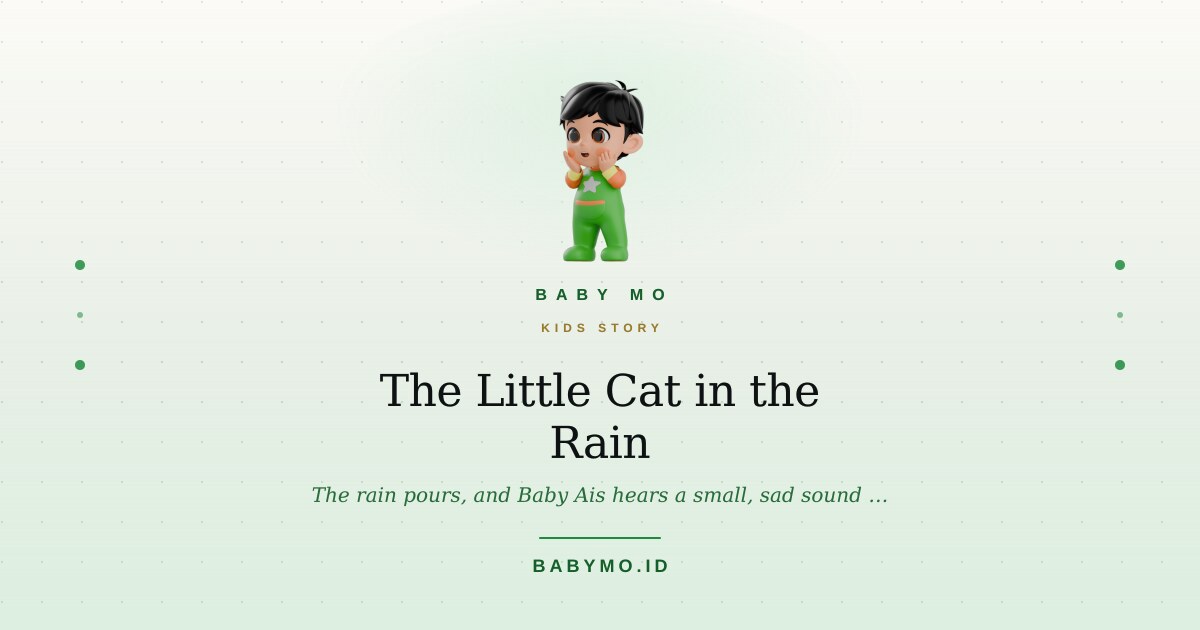 BABY MO
KIDS STORY
The Little Cat in the
Rain
The rain pours, and Baby Ais hears a small, sad sound …
BABYMO.ID